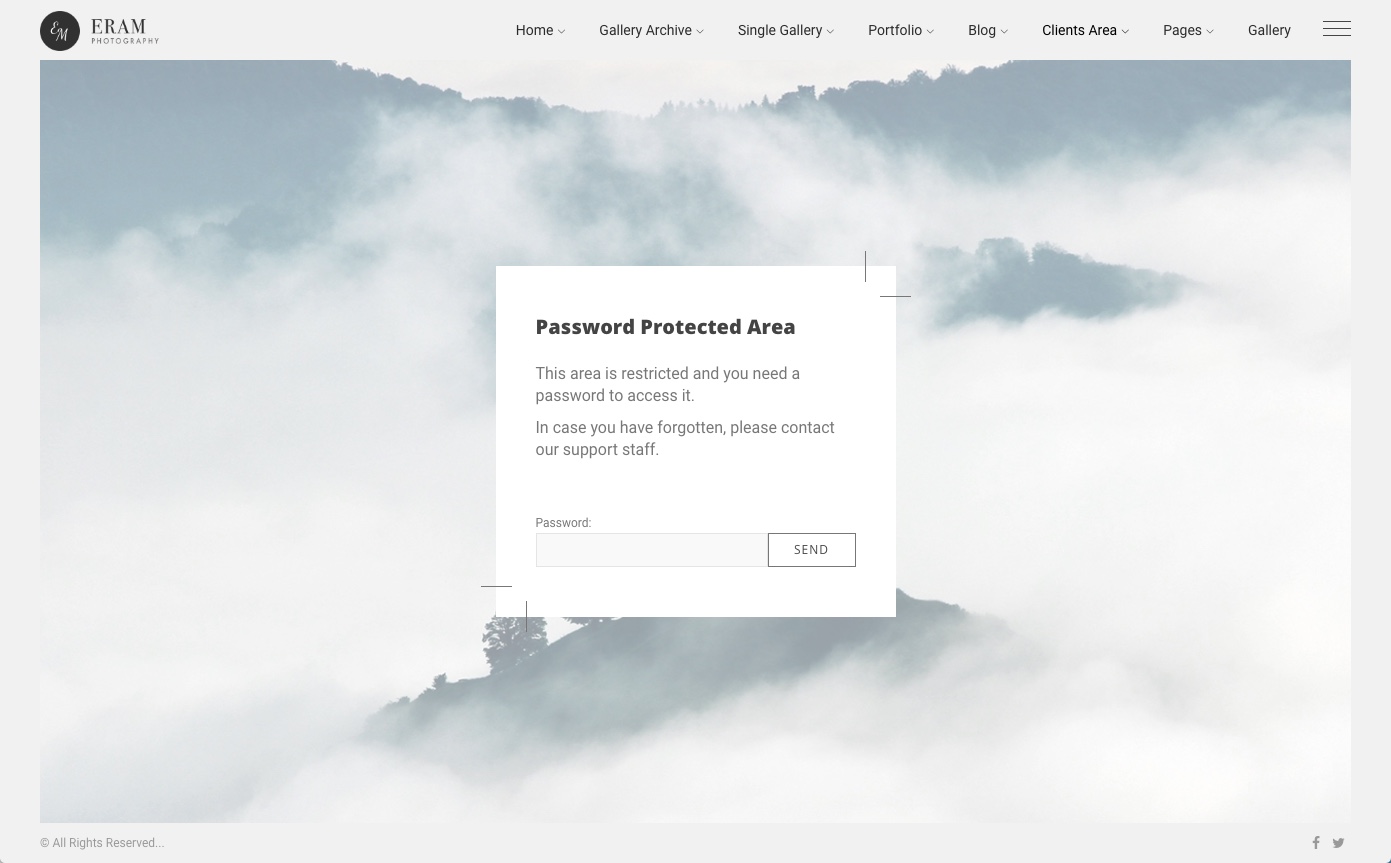 EM
ERAM
PHOTOGRAPHY
Home Gallery Archive Single Gallery Portfolio Blog Clients Area Pages Gallery
Password Protected Area
This area is restricted and you need a
password to access it.
In case you have forgotten, please contact
our support staff.
Password:
SEND
© All Rights Reserved...